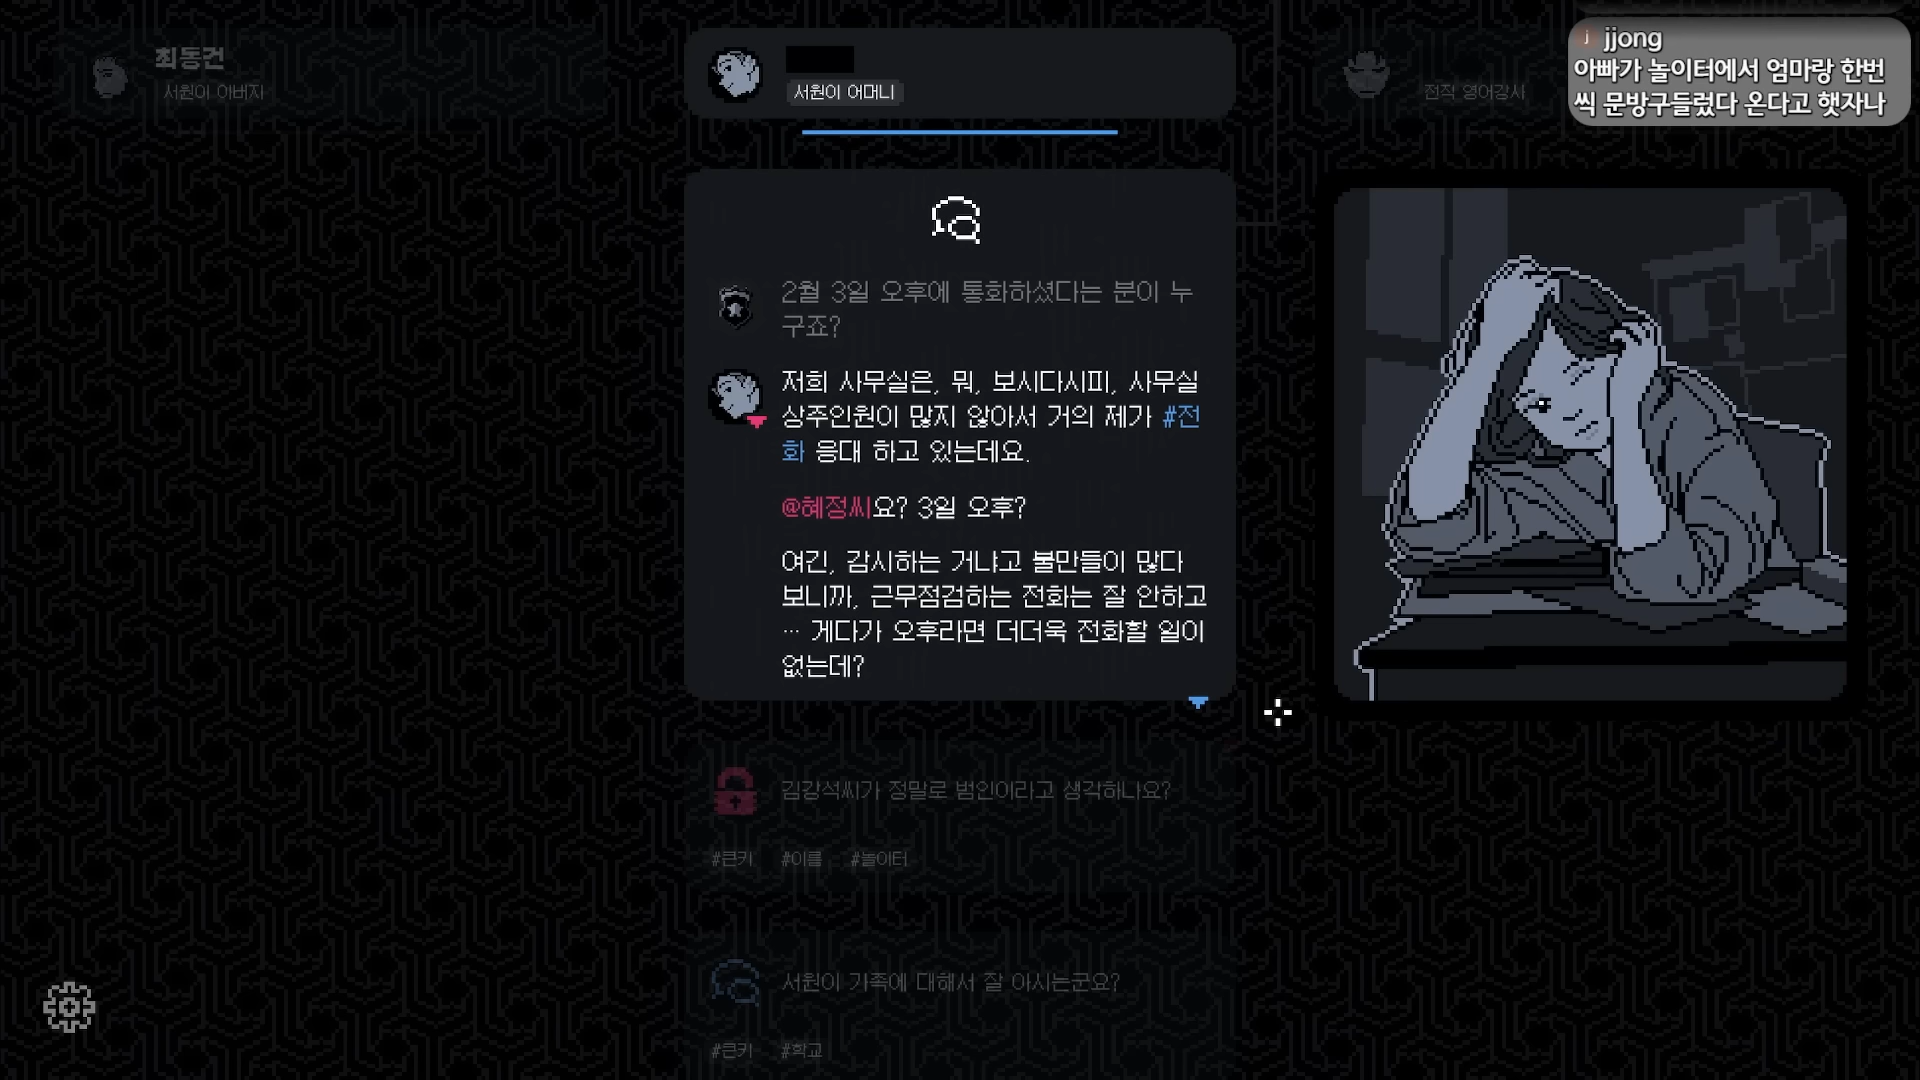 최동건
서원이 아버지
서원이 어머니
전직 영어강사
j jjong
아빠가 놀이터에서 엄마랑 한번
씩 문방구들렀다 온다고 햇자나
2월 3일 오후에 통화하셨다는 분이 누
구죠?
저희 사무실은, 뭐, 보시다시피, 사무실
상주인원이 많지 않아서 거의 제가 #전
화 응대 하고 있는데요.
@혜정씨요? 3일 오후?
여긴, 감시하는 거냐고 불만들이 많다
보니까, 근무점검하는 전화는 잘 안하고
… 게다가 오후라면 더더욱 전화할 일이
없는데?
김강석씨가 정말로 범인이라고 생각하나요?
#큰키 #이름 #놀이터
서원이 가족에 대해서 잘 아시는군요?
#큰키 #학교